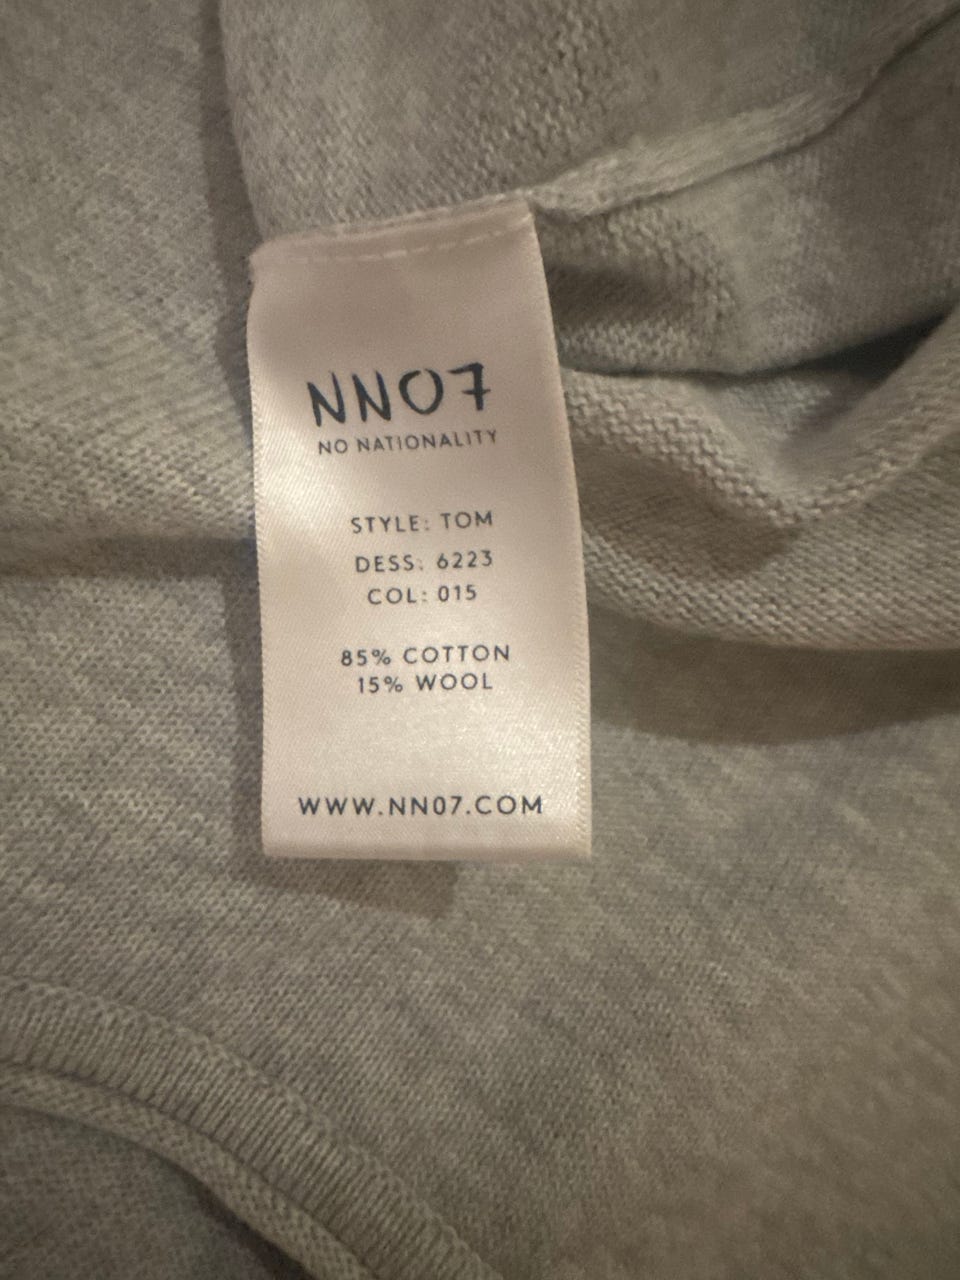 NN07
NO NATIONALITY
STYLE: TOM
DESS: 6223
COL: 015
85% COTTON
15% WOOL
WWW.NN07.COM